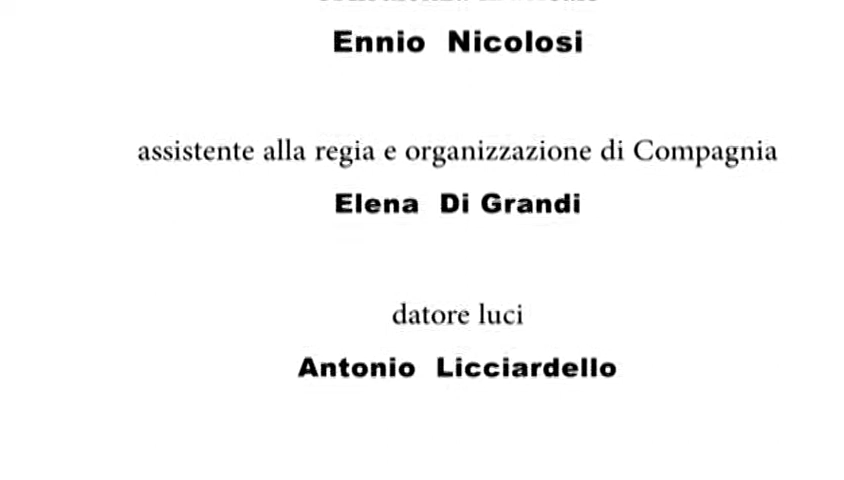 Ennio Nicolosi
assistente alla regia e organizzazione di Compagnia
Elena Di Grandi
datore luci
Antonio Licciardello